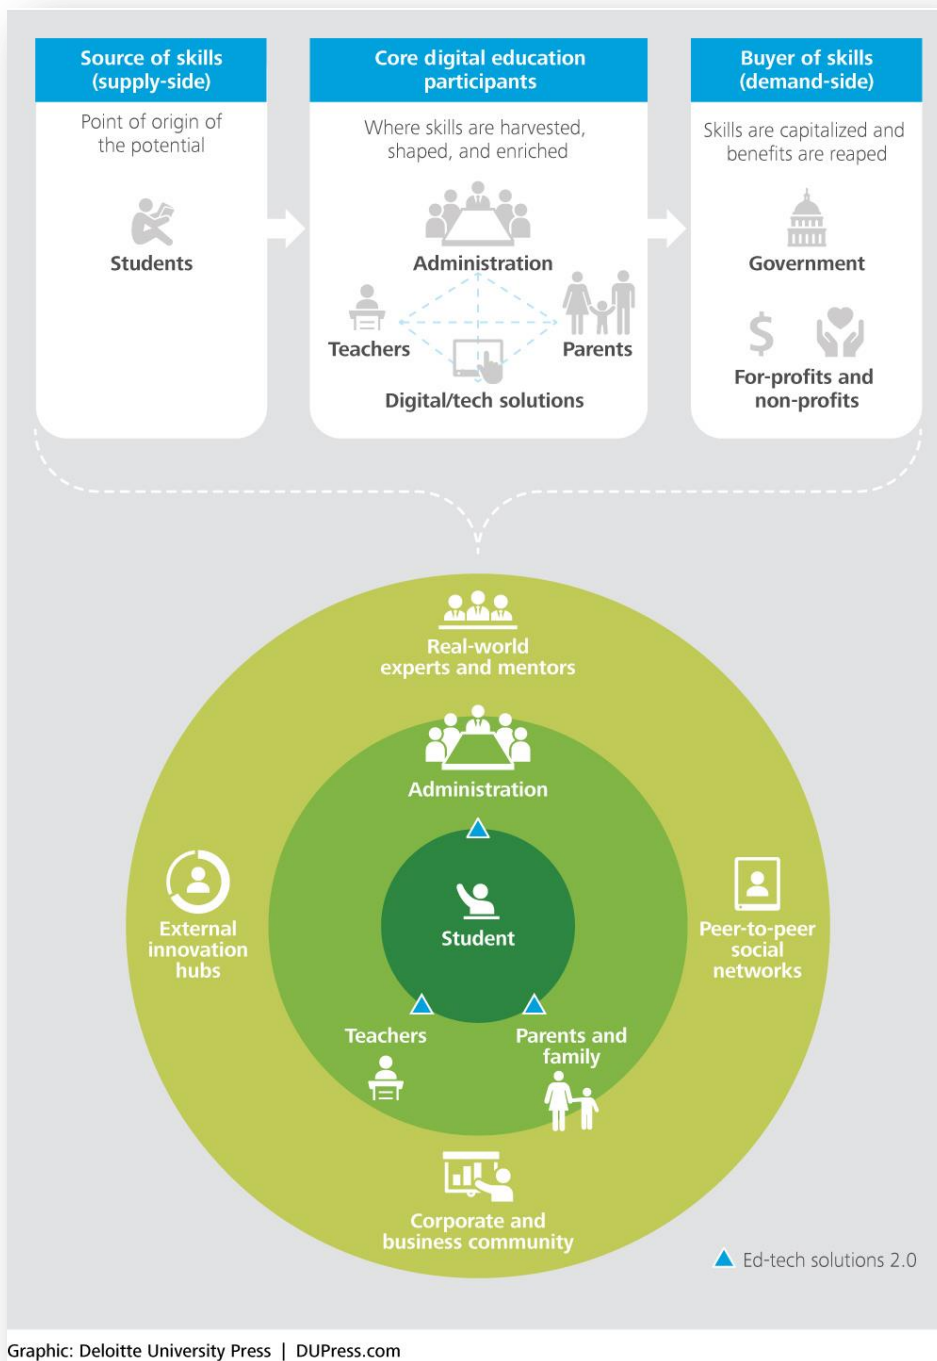 Source of skills
(supply-side)
Point of origin of
the potential
Students
Core digital education
participants
Where skills are harvested,
shaped, and enriched
Administration
Teachers
Parents
Digital/tech solutions
Buyer of skills
(demand-side)
Skills are capitalized and
benefits are reaped
Government
$
For-profits and
non-profits
Real-world
experts and mentors
Administration
Student
External
innovation
hubs
Peer-to-peer
social
networks
Teachers
Parents and
family
Corporate and
business community
Ed-tech solutions 2.0
Graphic: Deloitte University Press | DUPress.com